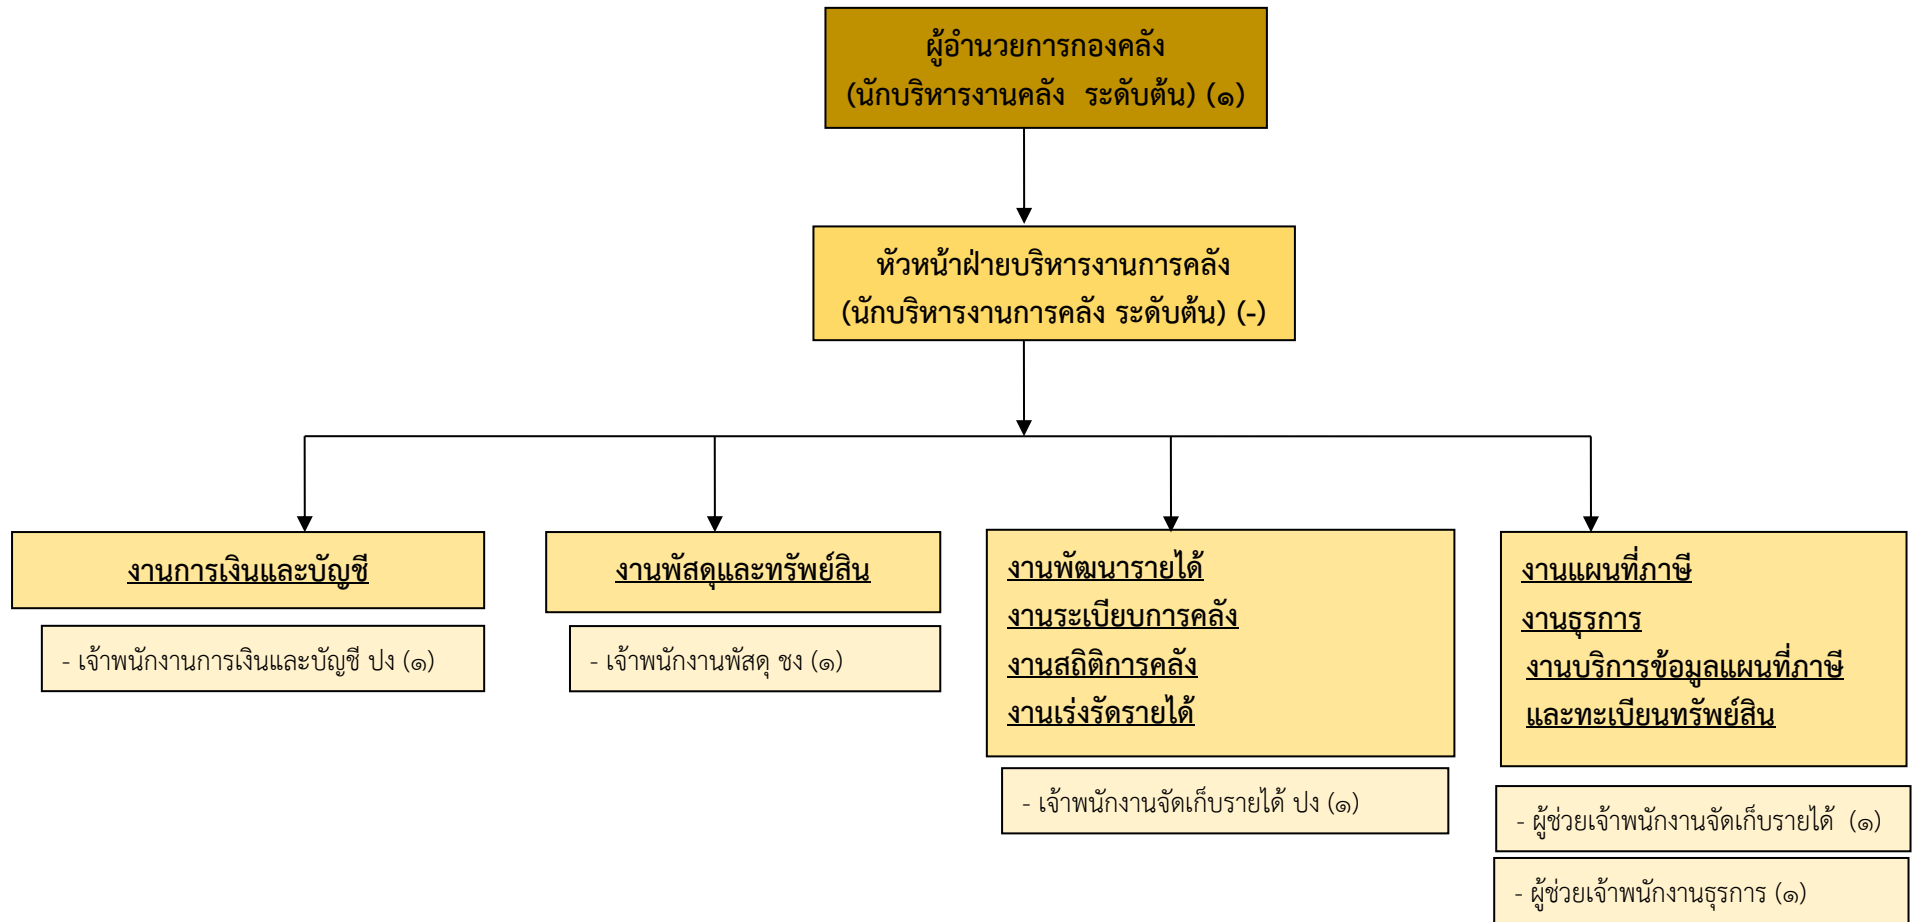 ผู้อำนวยการกองคลัง
(นักบริหารงานคลัง ระดับต้น) (๑)
หัวหน้าฝ่ายบริหารงานการคลัง
(นักบริหารงานการคลัง ระดับต้น) (-)
งานการเงินและบัญชี
- เจ้าพนักงานการเงินและบัญชี ปง (๑)
งานพัสดุและทรัพย์สิน
- เจ้าพนักงานพัสดุ ชง (๑)
งานพัฒนารายได้
งานระเบียบการคลัง
งานสถิติการคลัง
งานเร่งรัดรายได้
- เจ้าพนักงานจัดเก็บรายได้ ปง (๑)
งานแผนที่ภาษี
งานธุรการ
งานบริการข้อมูลแผนที่ภาษี
และทะเบียนทรัพย์สิน
- ผู้ช่วยเจ้าพนักงานจัดเก็บรายได้ (๑)
- ผู้ช่วยเจ้าพนักงานธุรการ (๑)